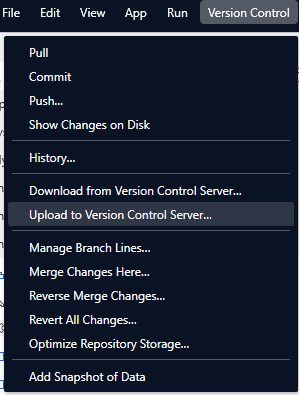 File Edit View App Run Version Control
Pull
Commit
Push...
Show Changes on Disk
History...
Download from Version Control Server...
Upload to Version Control Server...
Manage Branch Lines...
Merge Changes Here...
Reverse Merge Changes...
Revert All Changes...
Optimize Repository Storage...
Add Snapshot of Data